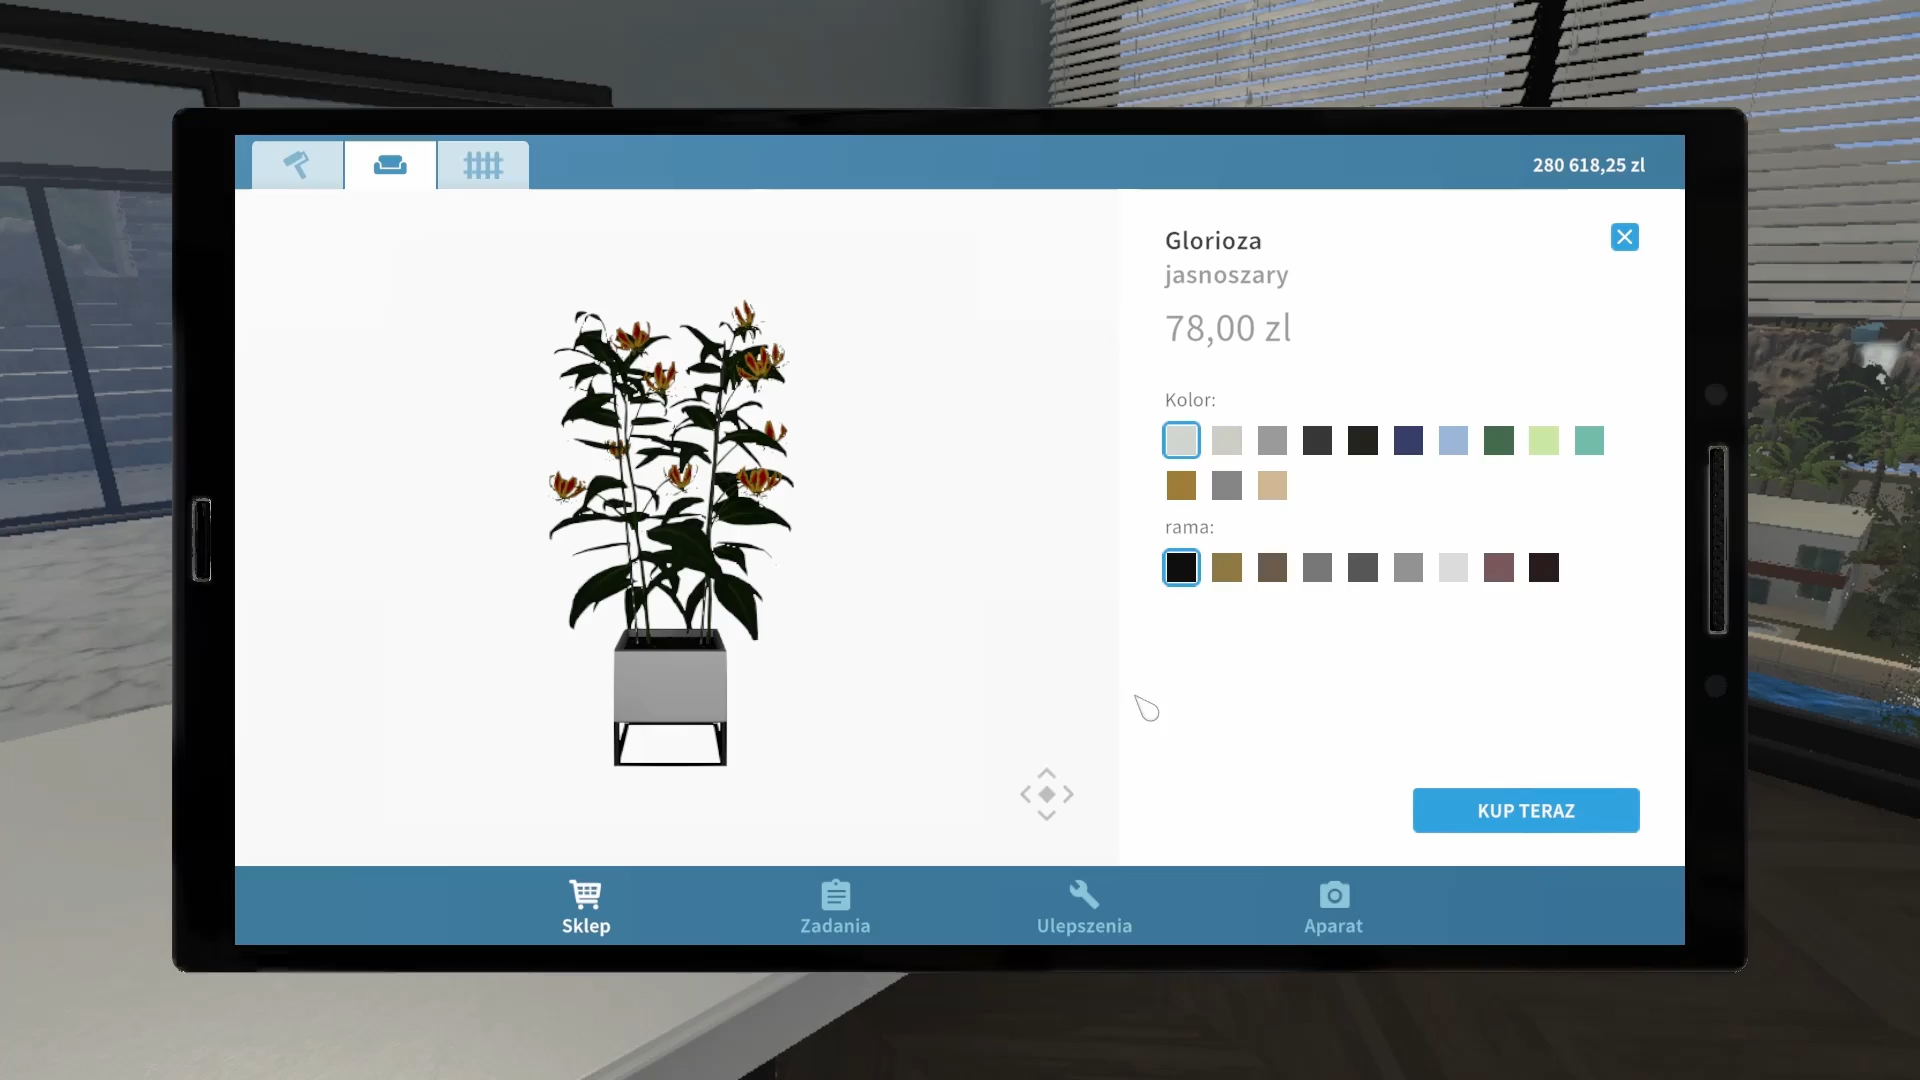 280 618,25 zl
Glorioza
jasnoszary
78,00 zl
Kolor:
rama:
KUP TERAZ
Sklep
Zadania
Ulepszenia
Aparat